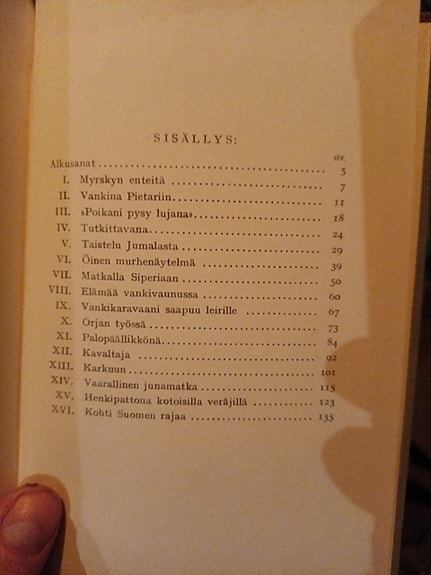 SISÄLLYS:
siv.
Alkusanat 5
I. Myrskyn enteitä 7
II. Vankina Pietariin 11
III. »Poikani pysy lujana» 18
IV. Tutkittavana 24
V. Taistelu Jumalasta 29
VI. Öinen murhenäytelmä 39
VII. Matkalla Siperiaan 50
VIII. Elämää vankivaunussa 60
IX. Vankikaravaani saapuu leirille 67
X. Orjan työssä 73
XI. Palopäällikkönä 84
XII. Kavaltaja 92
XIII. Karkuun 101
XIV. Vaarallinen junamatka 115
XV. Henkipattona kotoisilla veräjillä 123
XVI. Kohti Suomen rajaa 135